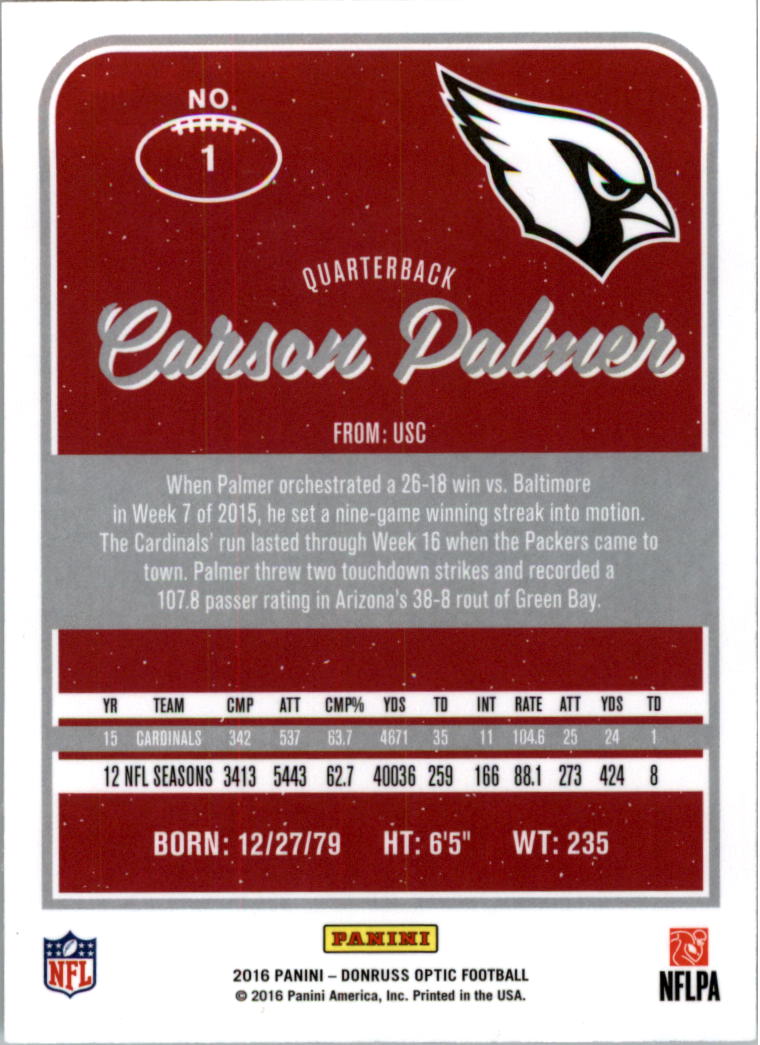 NO.
1
QUARTERBACK
Carson Palmer
FROM: USC
When Palmer orchestrated a 26-18 win vs. Baltimore
in Week 7 of 2015, he set a nine-game winning streak into motion.
The Cardinals' run lasted through Week 16 when the Packers came to
town. Palmer threw two touchdown strikes and recorded a
107.8 passer rating in Arizona's 38-8 rout of Green Bay.
YR TEAM CMP ATT CMP% YDS TD INT RATE ATT YDS TD
15 CARDINALS 342 537 63.7 4671 35 11 104.6 25 24 1
12 NFL SEASONS 3413 5443 62.7 40036 259 166 88.1 273 424 8
BORN: 12/27/79 HT: 6'5" WT: 235
NFL
PANINI
2016 PANINI – DONRUSS OPTIC FOOTBALL
© 2016 Panini America, Inc. Printed in the USA.
NFLPA